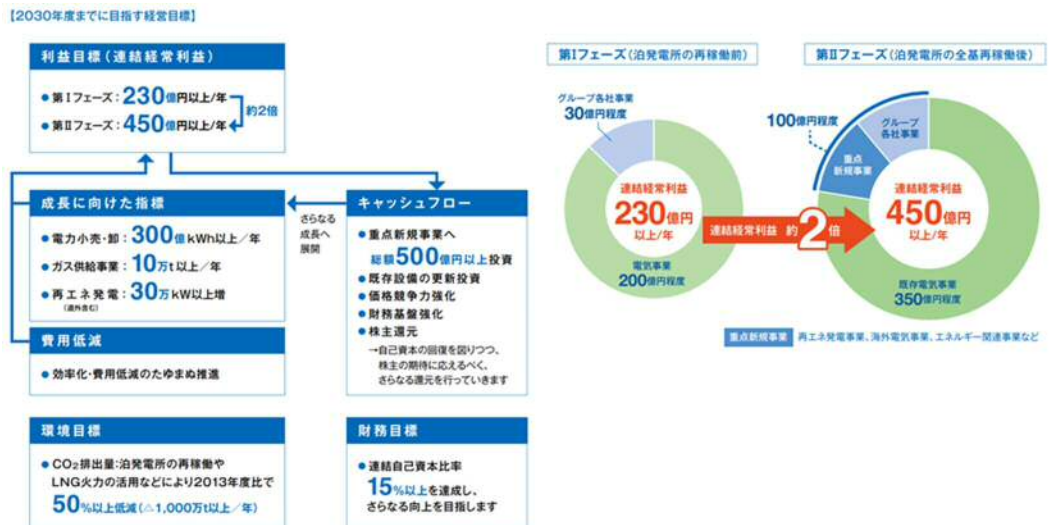 【2030年度までに目指す経営目標】
利益目標(連結経常利益)
● 第Ⅰフェーズ：230億円以上/年
● 第Ⅱフェーズ：450億円以上/年
約2倍
成長に向けた指標
● 電力小売・卸：300億kWh以上／年
● ガス供給事業：10万t以上／年
● 再エネ発電：30万kW以上増
(道外含む)
費用低減
● 効率化・費用低減のたゆまぬ推進
さらなる
成長へ
展開
キャッシュフロー
● 重点新規事業へ
総額500億円以上投資
● 既存設備の更新投資
● 価格競争力強化
● 財務基盤強化
● 株主還元
→自己資本の回復を図りつつ、
株主の期待に応えるべく、
さらなる還元を行っていきます
環境目標
● CO₂排出量:泊発電所の再稼働や
LNG火力の活用などにより2013年度比で
50%以上低減(△1,000万t以上／年)
財務目標
● 連結自己資本比率
15%以上を達成し、
さらなる向上を目指します
第Ⅰフェーズ(泊発電所の再稼働前)
グループ各社事業
30億円程度
連結経常利益
230億円
以上/年
電気事業
200億円程度
連結経常利益 約2倍
第Ⅱフェーズ(泊発電所の全基再稼働後)
100億円程度
グループ
各社事業
重点
新規事業
連結経常利益
450億円
以上/年
既存電気事業
350億円程度
重点新規事業 再エネ発電事業、海外電気事業、エネルギー関連事業など